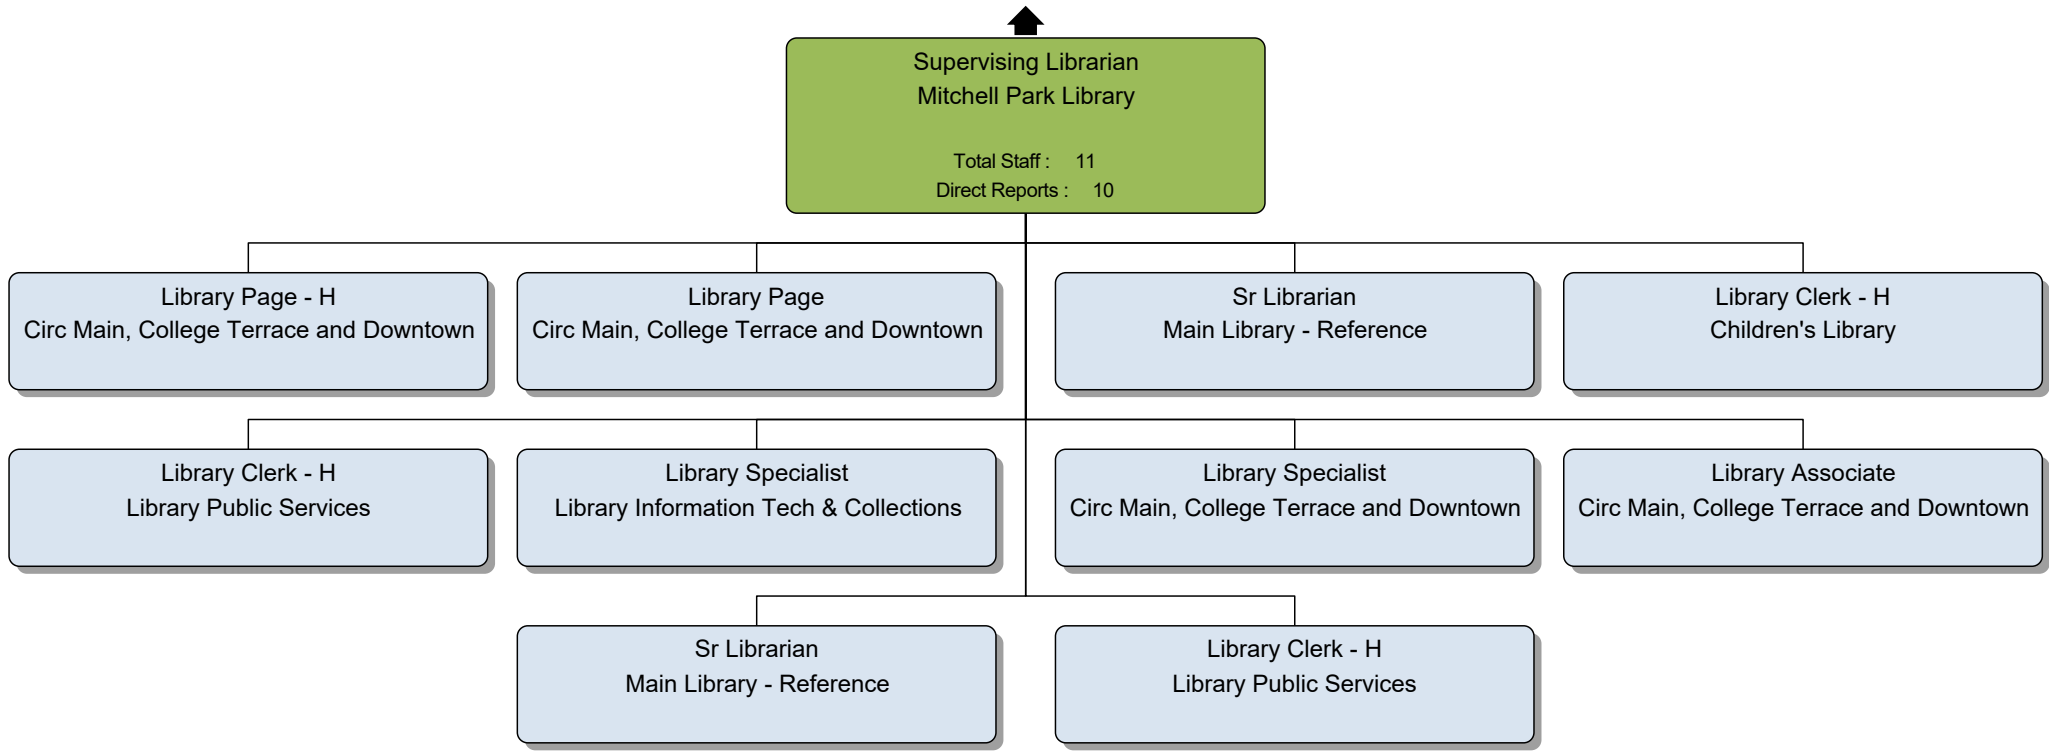 Supervising Librarian
Mitchell Park Library
Total Staff : 11
Direct Reports : 10
Library Page - H
Circ Main, College Terrace and Downtown
Library Page
Circ Main, College Terrace and Downtown
Sr Librarian
Main Library - Reference
Library Clerk - H
Children's Library
Library Clerk - H
Library Public Services
Library Specialist
Library Information Tech & Collections
Library Specialist
Circ Main, College Terrace and Downtown
Library Associate
Circ Main, College Terrace and Downtown
Sr Librarian
Main Library - Reference
Library Clerk - H
Library Public Services